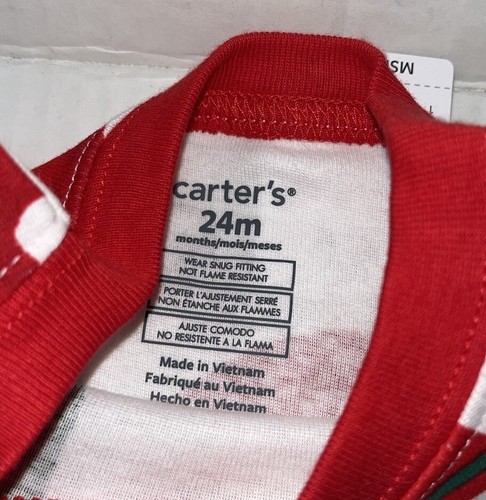 MS
carter's®
24m
months/mois/meses
WEAR SNUG FITTING
NOT FLAME RESISTANT
PORTER L'AJUSTEMENT SERRÉ
NON ÉTANCHE AUX FLAMMES
AJUSTE COMODO
NO RESISTENTE A LA FLAMA
Made in Vietnam
Fabriqué au Vietnam
Hecho en Vietnam